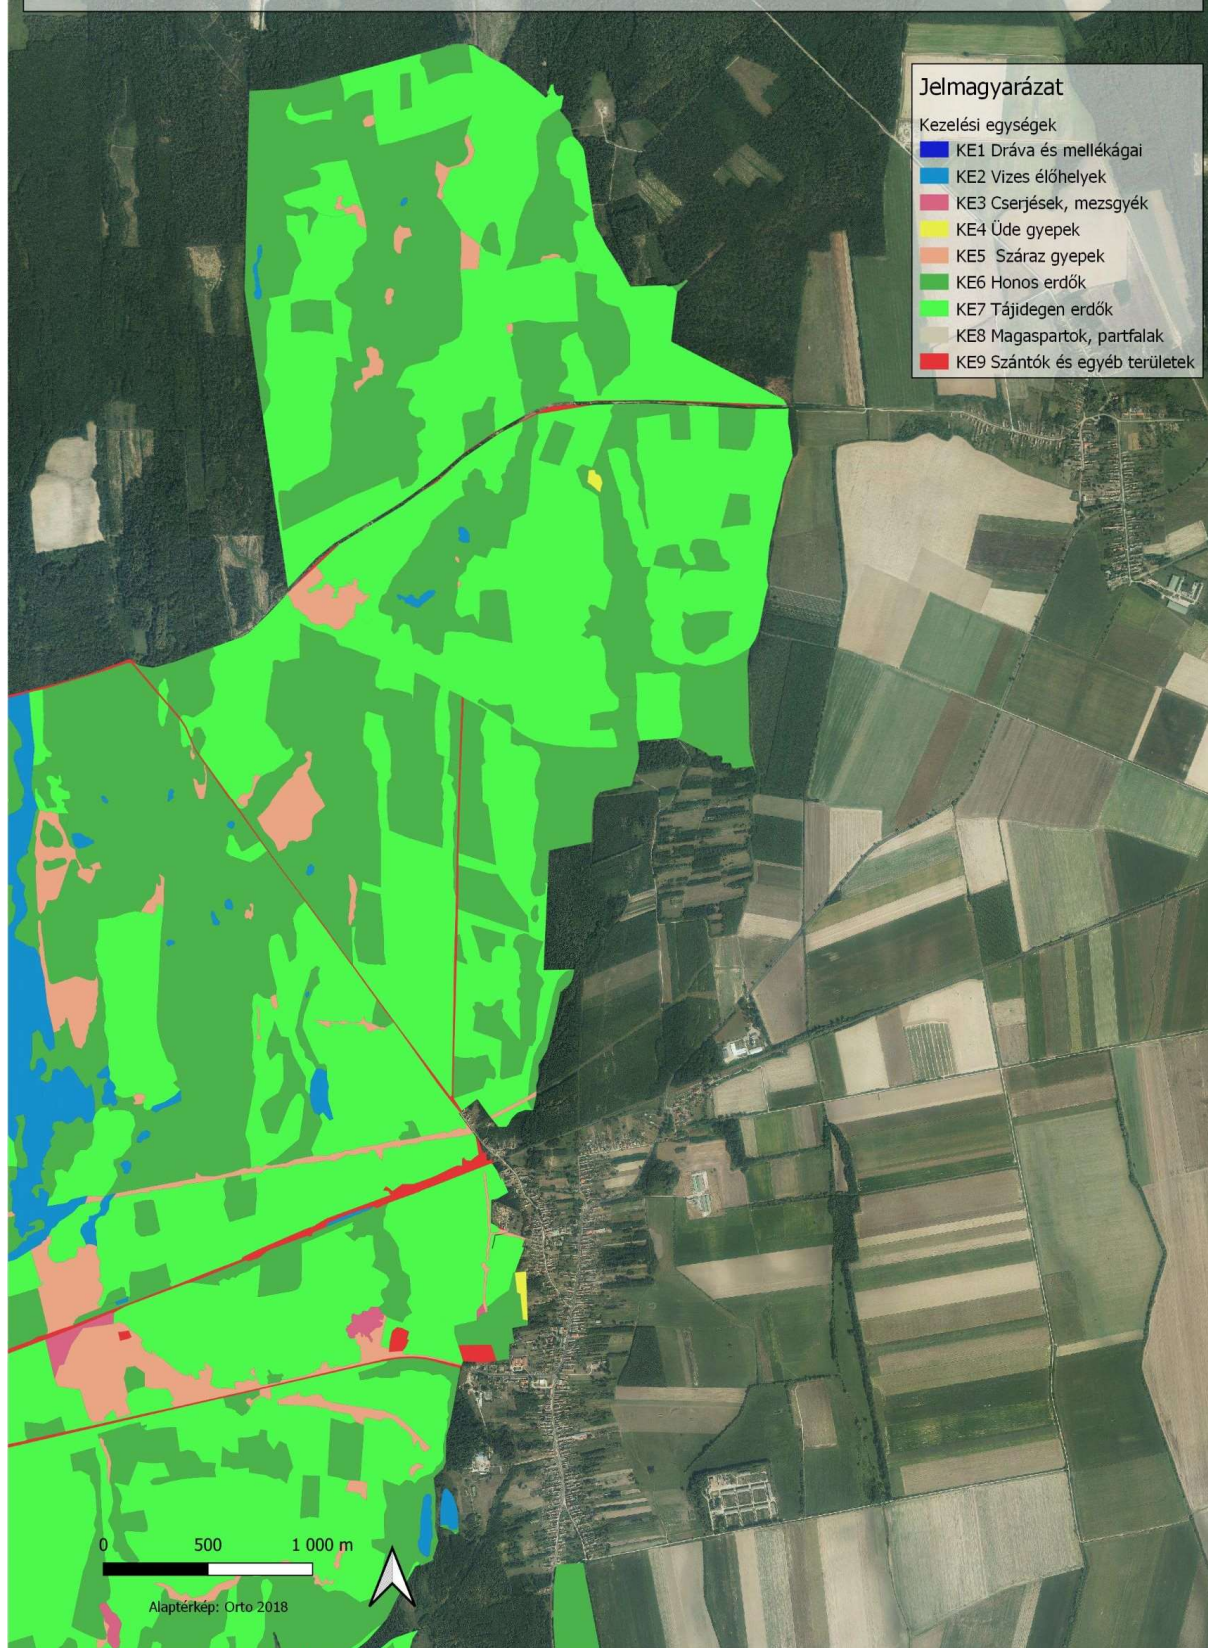 Jelmagyarázat
Kezelési egységek
KE1 Dráva és mellékágai
KE2 Vizes élőhelyek
KE3 Cserjések, mezsgyék
KE4 Üde gyepek
KE5 Száraz gyepek
KE6 Honos erdők
KE7 Tájidegen erdők
KE8 Magaspartok, partfalak
KE9 Szántók és egyéb területek
0 500 1 000 m
Alaptérkép: Orto 2018